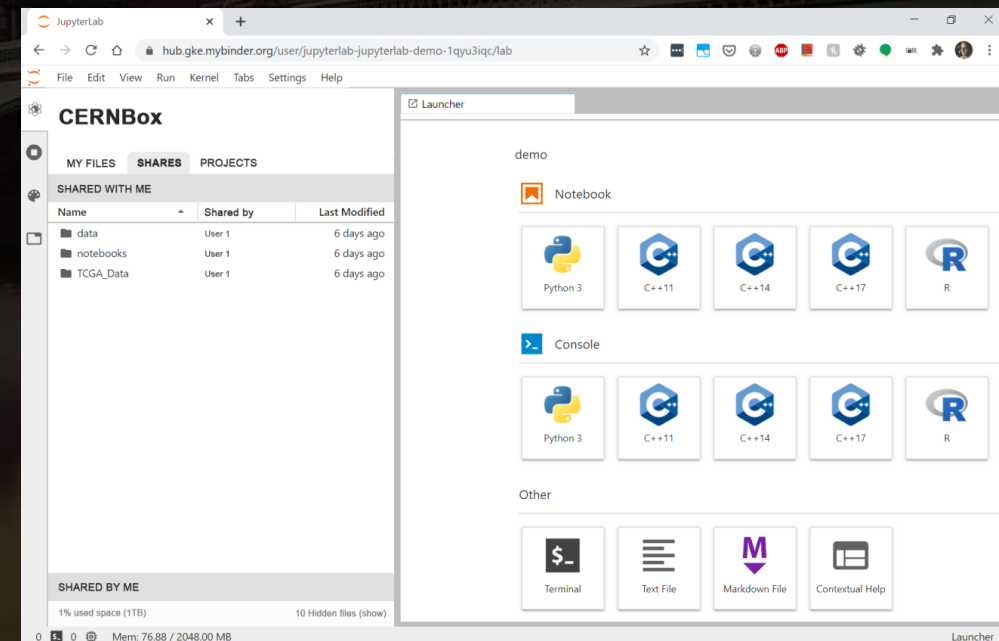 JupyterLab
hub.gke.mybinder.org/user/jupyterlab-jupyterlab-demo-1qyu3iqc/lab
ABP
File Edit View Run Kernel Tabs Settings Help
CERNBox
MY FILES SHARES PROJECTS
SHARED WITH ME
Name Shared by Last Modified
data User 1 6 days ago
notebooks User 1 6 days ago
TCGA_Data User 1 6 days ago
SHARED BY ME
1% used space (1TB) 10 Hidden files (show)
Launcher
demo
Notebook
Python 3 C++11 C++14 C++17 R
Console
Python 3 C++11 C++14 C++17 R
Other
$_ M
Terminal Text File Markdown File Contextual Help
0 $_ 0 Mem: 76.88 / 2048.00 MB Launcher